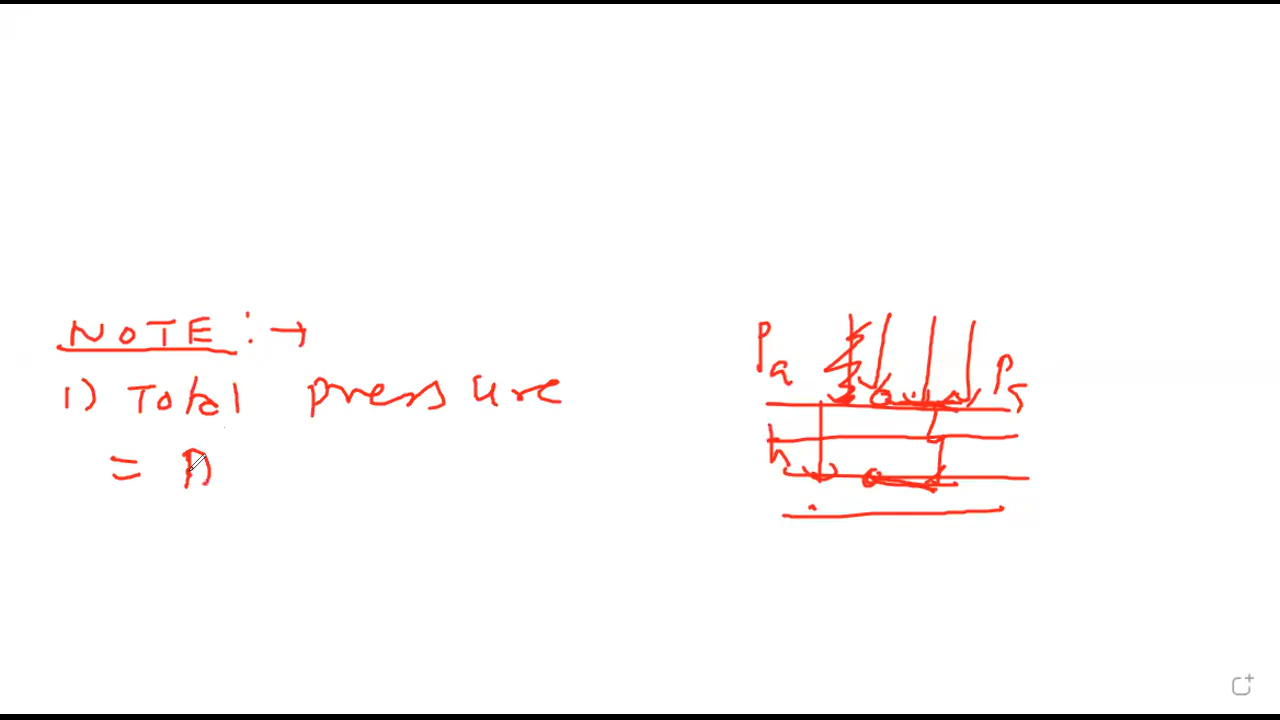 NOTE : →
1) Total pressure
= P
Pa
Ps
h